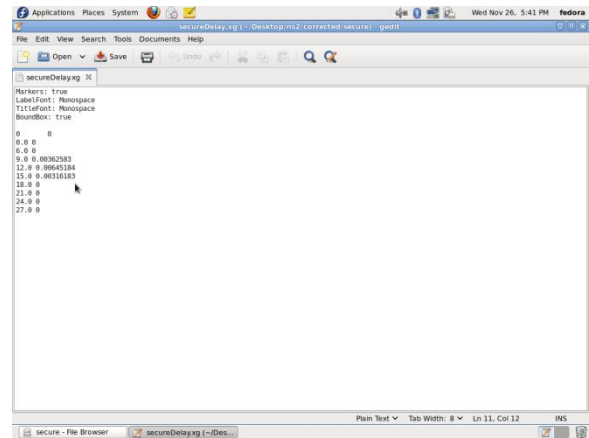 Applications Places System Wed Nov 26, 5:41 PM fedora
secureDelay.xg (~/Desktop/ns2/corrected/secure) - gedit
File Edit View Search Tools Documents Help
Open Save Undo
secureDelay.xg
Markers: true
LabelFont: Monospace
TitleFont: Monospace
BoundBox: true
0 0
0.0 0
6.0 0
9.0 0.00362583
12.0 0.00645184
15.0 0.00316183
18.0 0
21.0 0
24.0 0
27.0 0
Plain Text Tab Width: 8 Ln 11, Col 12 INS
secure - File Browser secureDelay.xg (~/Des...